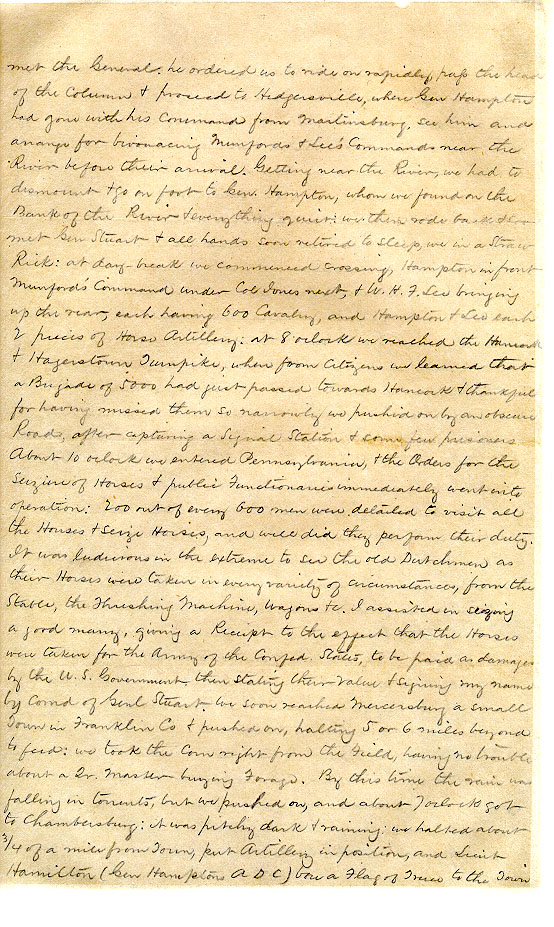 met the General. he ordered us to ride on rapidly, pass the head
of the Column & proceed to Hedgersville, where Gen Hampton
had gone with his Command from Martinsburg, see him and
arrange for bivouacing Munfords & Lee's Commands near the
River before their arrival. Getting near the River, we had to
dismount & go on foot to Gen. Hampton, whom we found on the
Bank of the River & everything quiet: we then rode back &
met Gen Stuart & all hands soon retired to sleep, we in a Straw
Rick: at day-break we commenced crossing, Hampton in front
Munford's Command under Col Jones next, & W. H. F. Lee bringing
up the rear, each having 600 Cavalry, and Hampton & Lee each
2 pieces of Horse Artillery: at 8 oclock we reached the Hancock
& Hagerstown Turnpike, when from Citizens we learned that
a Brigade of 5000 had just passed towards Hancock & thankful
for having missed them so narrowly we pushed on by an obscure
Road, after capturing a Signal Station & some few prisoners
About 10 oclock we entered Pennsylvania, & the Orders for the
Seizure of Horses & public Functionaries immediately went into
operation: 200 out of every 600 men were detailed to visit all
the Houses & Seize Horses, and well did they perform their duty.
It was ludicrous in the extreme to see the old Dutchmen as
their Horses were taken in every variety of circumstances, from the
Stable, the Threshing Machine, Wagons &c. I assisted in seizing
a good many, giving a Receipt to the effect that the Horses
were taken for the Army of the Confed. States, to be paid as damages
by the U. S. Government, then stating their value & signing my name
by Comd of Genl Stuart. we soon reached Mercersburg a small
Town in Franklin Co & pushed on, halting 5 or 6 miles beyond
to feed: we took the Corn right from the Field, having no trouble
about a Qr. Master buying Forage. By this time the rain was
falling in torrents, but we pushed on, and about 7 oclock got
to Chambersburg: it was pitchy dark & raining: we halted about
3/4 of a mile from Town, put Artillery in position, and Lieut
Hamilton (Gen Hamptons A D C) bore a Flag of Truce to the Town